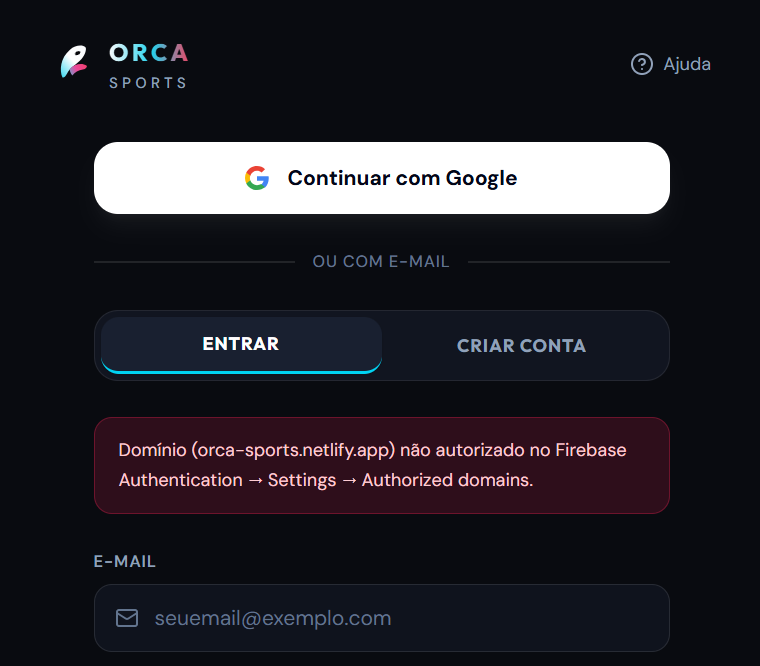 ORCA
SPORTS
Ajuda
Continuar com Google
OU COM E-MAIL
ENTRAR
CRIAR CONTA
Domínio (orca-sports.netlify.app) não autorizado no Firebase
Authentication → Settings → Authorized domains.
E-MAIL
seuemail@exemplo.com